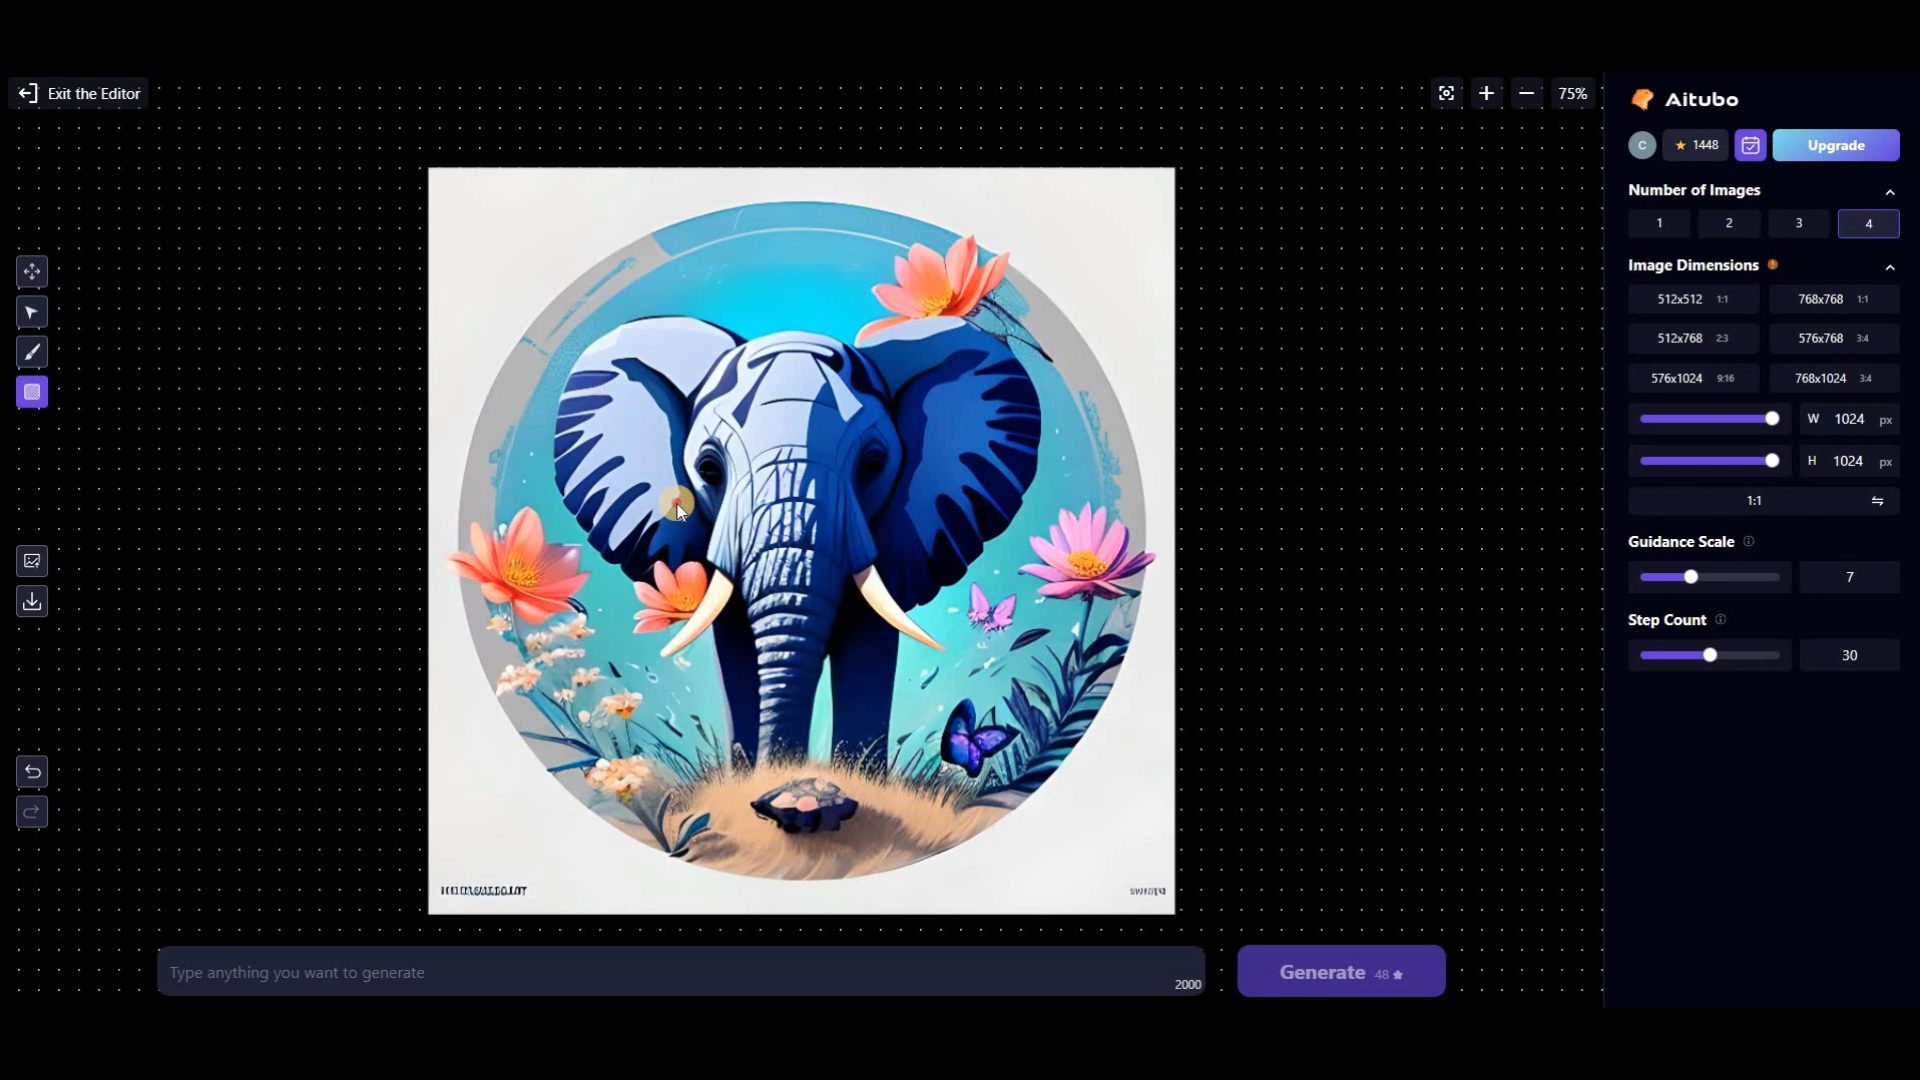 Exit the Editor
75%
Aitubo
C
1448
Upgrade
Number of Images
1
2
3
4
Image Dimensions
512x512 1:1
768x768 1:1
512x768 2:3
576x768 3:4
576x1024 9:16
768x1024 3:4
W 1024 px
H 1024 px
1:1
Guidance Scale
7
Step Count
30
Type anything you want to generate
2000
Generate 48